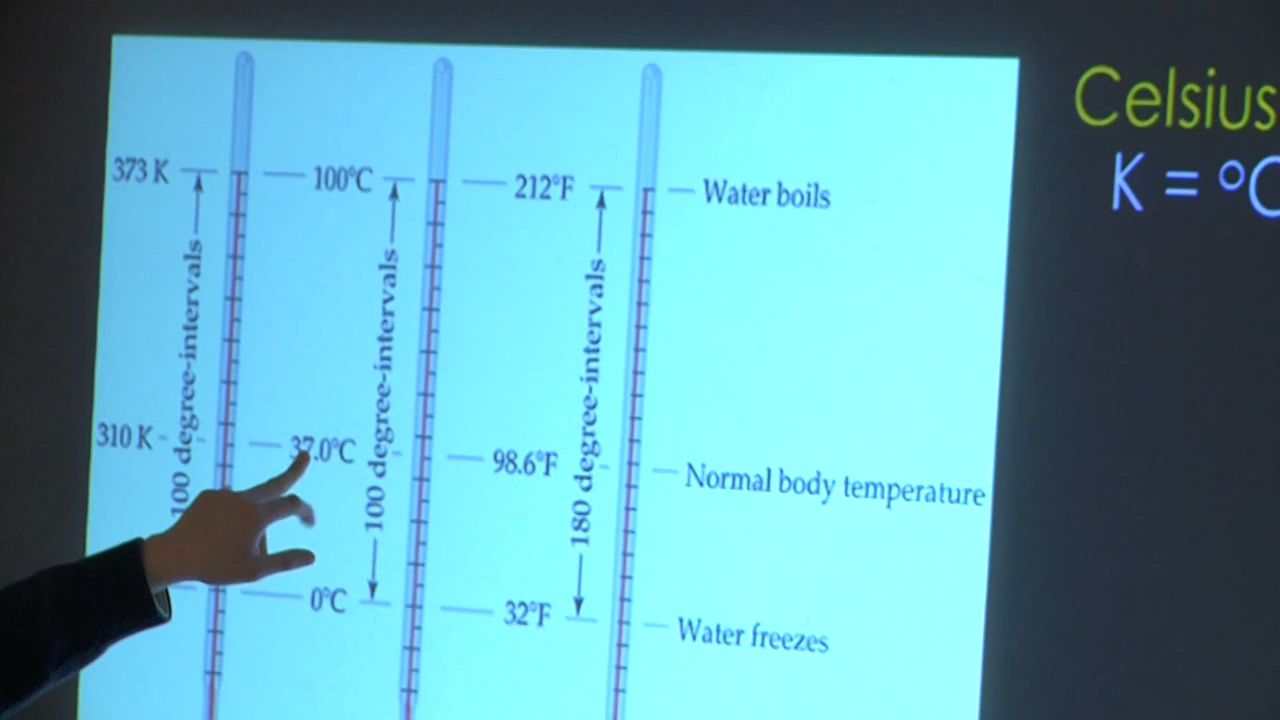 Celsius
K = °C
373 K
100°C
212°F
Water boils
100 degree-intervals
100 degree-intervals
180 degree-intervals
310 K
37.0°C
98.6°F
Normal body temperature
0°C
32°F
Water freezes